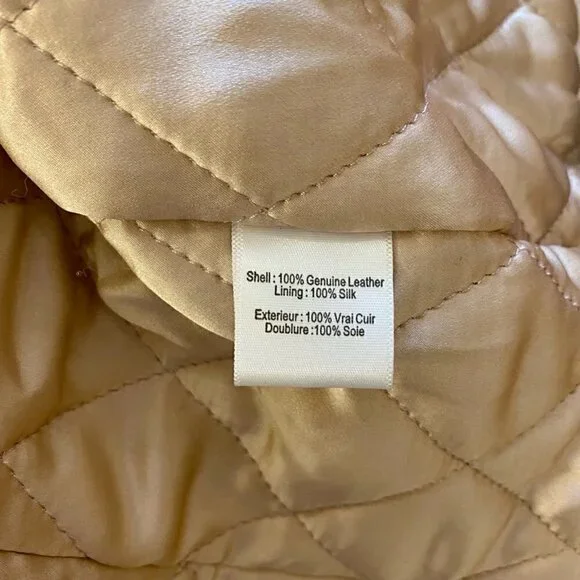 Shell : 100% Genuine Leather
Lining : 100% Silk
Exterieur : 100% Vrai Cuir
Doublure :100% Soie